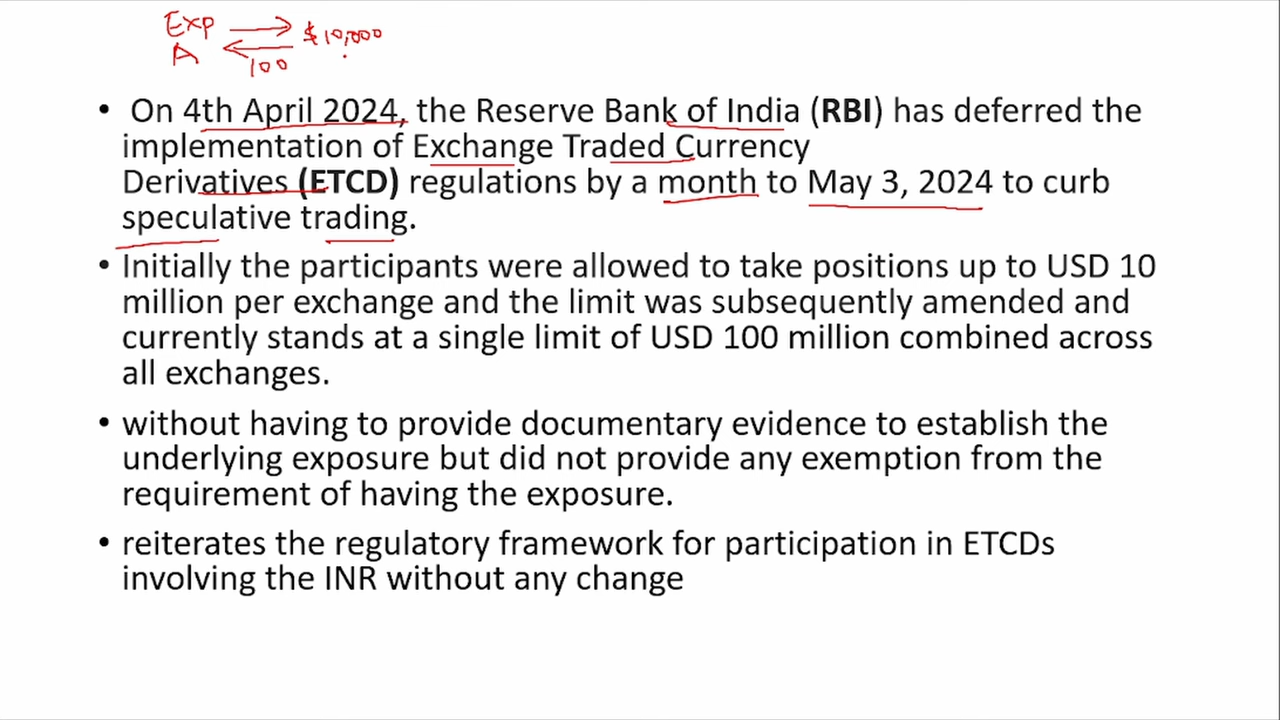 Exp
$10,000
A
100
• On 4th April 2024, the Reserve Bank of India (RBI) has deferred the
implementation of Exchange Traded Currency
Derivatives (ETCD) regulations by a month to May 3, 2024 to curb
speculative trading.
• Initially the participants were allowed to take positions up to USD 10
million per exchange and the limit was subsequently amended and
currently stands at a single limit of USD 100 million combined across
all exchanges.
• without having to provide documentary evidence to establish the
underlying exposure but did not provide any exemption from the
requirement of having the exposure.
• reiterates the regulatory framework for participation in ETCDs
involving the INR without any change